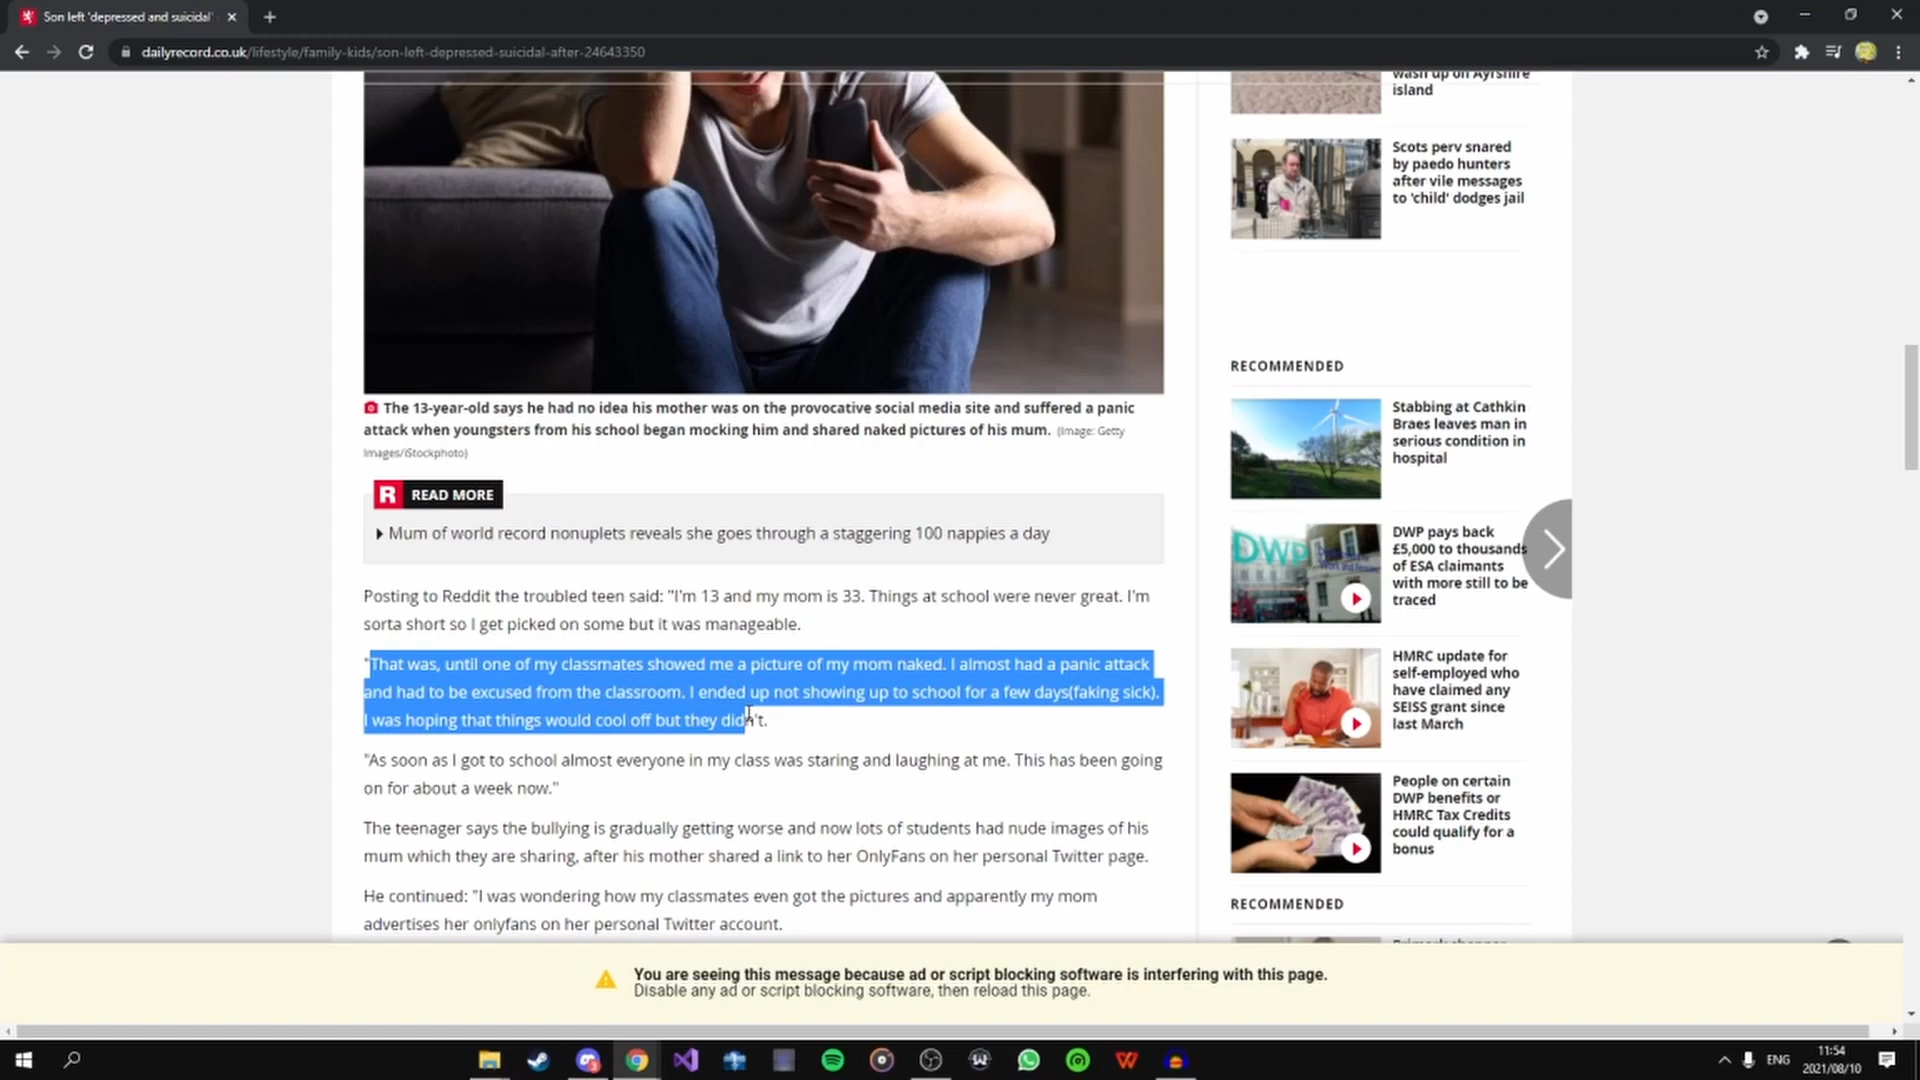 Son left 'depressed and suicidal'
dailyrecord.co.uk/lifestyle/family-kids/son-left-depressed-suicidal-after-24643350
wash up on Ayrshire
island
Scots perv snared
by paedo hunters
after vile messages
to 'child' dodges jail
The 13-year-old says he had no idea his mother was on the provocative social media site and suffered a panic
attack when youngsters from his school began mocking him and shared naked pictures of his mum. (Image: Getty
Images/iStockphoto)
R READ MORE
Mum of world record nonuplets reveals she goes through a staggering 100 nappies a day
Posting to Reddit the troubled teen said: "I'm 13 and my mom is 33. Things at school were never great. I'm
sorta short so I get picked on some but it was manageable.
"That was, until one of my classmates showed me a picture of my mom naked. I almost had a panic attack
and had to be excused from the classroom. I ended up not showing up to school for a few days(faking sick).
I was hoping that things would cool off but they didn't.
"As soon as I got to school almost everyone in my class was staring and laughing at me. This has been going
on for about a week now."
The teenager says the bullying is gradually getting worse and now lots of students had nude images of his
mum which they are sharing, after his mother shared a link to her OnlyFans on her personal Twitter page.
He continued: "I was wondering how my classmates even got the pictures and apparently my mom
advertises her onlyfans on her personal Twitter account.
RECOMMENDED
Stabbing at Cathkin
Braes leaves man in
serious condition in
hospital
DWP
DWP pays back
£5,000 to thousands
of ESA claimants
with more still to be
traced
HMRC update for
self-employed who
have claimed any
SEISS grant since
last March
People on certain
DWP benefits or
HMRC Tax Credits
could qualify for a
bonus
RECOMMENDED
You are seeing this message because ad or script blocking software is interfering with this page.
Disable any ad or script blocking software, then reload this page.
ENG
11:54
2021/08/10